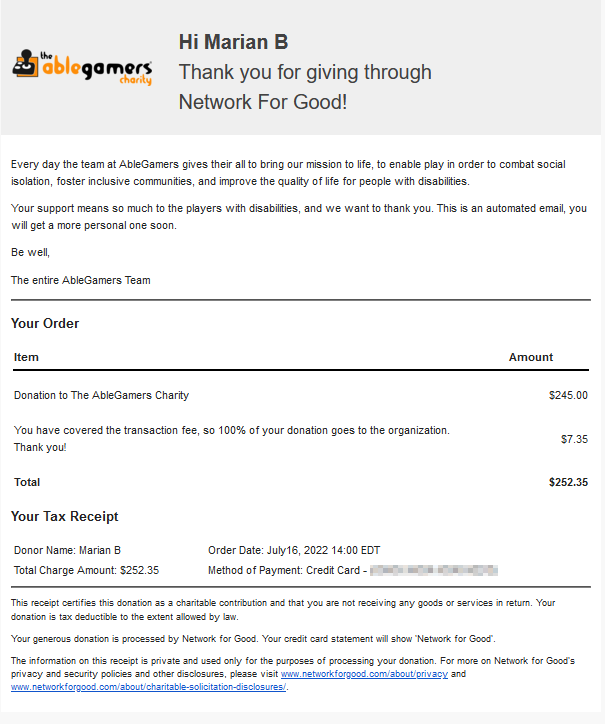 the
ablegamers
charity
Hi Marian B
Thank you for giving through
Network For Good!
Every day the team at AbleGamers gives their all to bring our mission to life, to enable play in order to combat social
isolation, foster inclusive communities, and improve the quality of life for people with disabilities.
Your support means so much to the players with disabilities, and we want to thank you. This is an automated email, you
will get a more personal one soon.
Be well,
The entire AbleGamers Team
Your Order
Item Amount
Donation to The AbleGamers Charity $245.00
You have covered the transaction fee, so 100% of your donation goes to the organization.
Thank you! $7.35
Total $252.35
Your Tax Receipt
Donor Name: Marian B Order Date: July16, 2022 14:00 EDT
Total Charge Amount: $252.35 Method of Payment: Credit Card -
This receipt certifies this donation as a charitable contribution and that you are not receiving any goods or services in return. Your
donation is tax deductible to the extent allowed by law.
Your generous donation is processed by Network for Good. Your credit card statement will show 'Network for Good'.
The information on this receipt is private and used only for the purposes of processing your donation. For more on Network for Good's
privacy and security policies and other disclosures, please visit www.networkforgood.com/about/privacy and
www.networkforgood.com/about/charitable-solicitation-disclosures/.